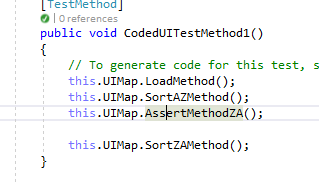 [TestMethod]
0 references
public void CodedUITestMethod1()
{
// To generate code for this test, s
this.UIMap.LoadMethod();
this.UIMap.SortAZMethod();
this.UIMap.AssertMethodZA();
this.UIMap.SortZAMethod();
}